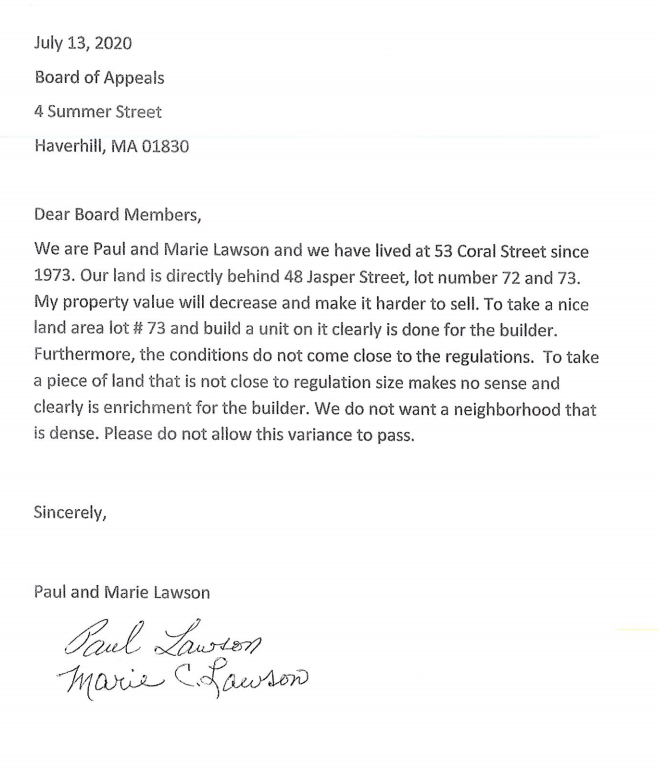 July 13, 2020
Board of Appeals
4 Summer Street
Haverhill, MA 01830
Dear Board Members,
We are Paul and Marie Lawson and we have lived at 53 Coral Street since
1973. Our land is directly behind 48 Jasper Street, lot number 72 and 73.
My property value will decrease and make it harder to sell. To take a nice
land area lot # 73 and build a unit on it clearly is done for the builder.
Furthermore, the conditions do not come close to the regulations.  To take
a piece of land that is not close to regulation size makes no sense and
clearly is enrichment for the builder. We do not want a neighborhood that
is dense. Please do not allow this variance to pass.
Sincerely,
Paul and Marie Lawson
Paul Lawson
Marie C. Lawson